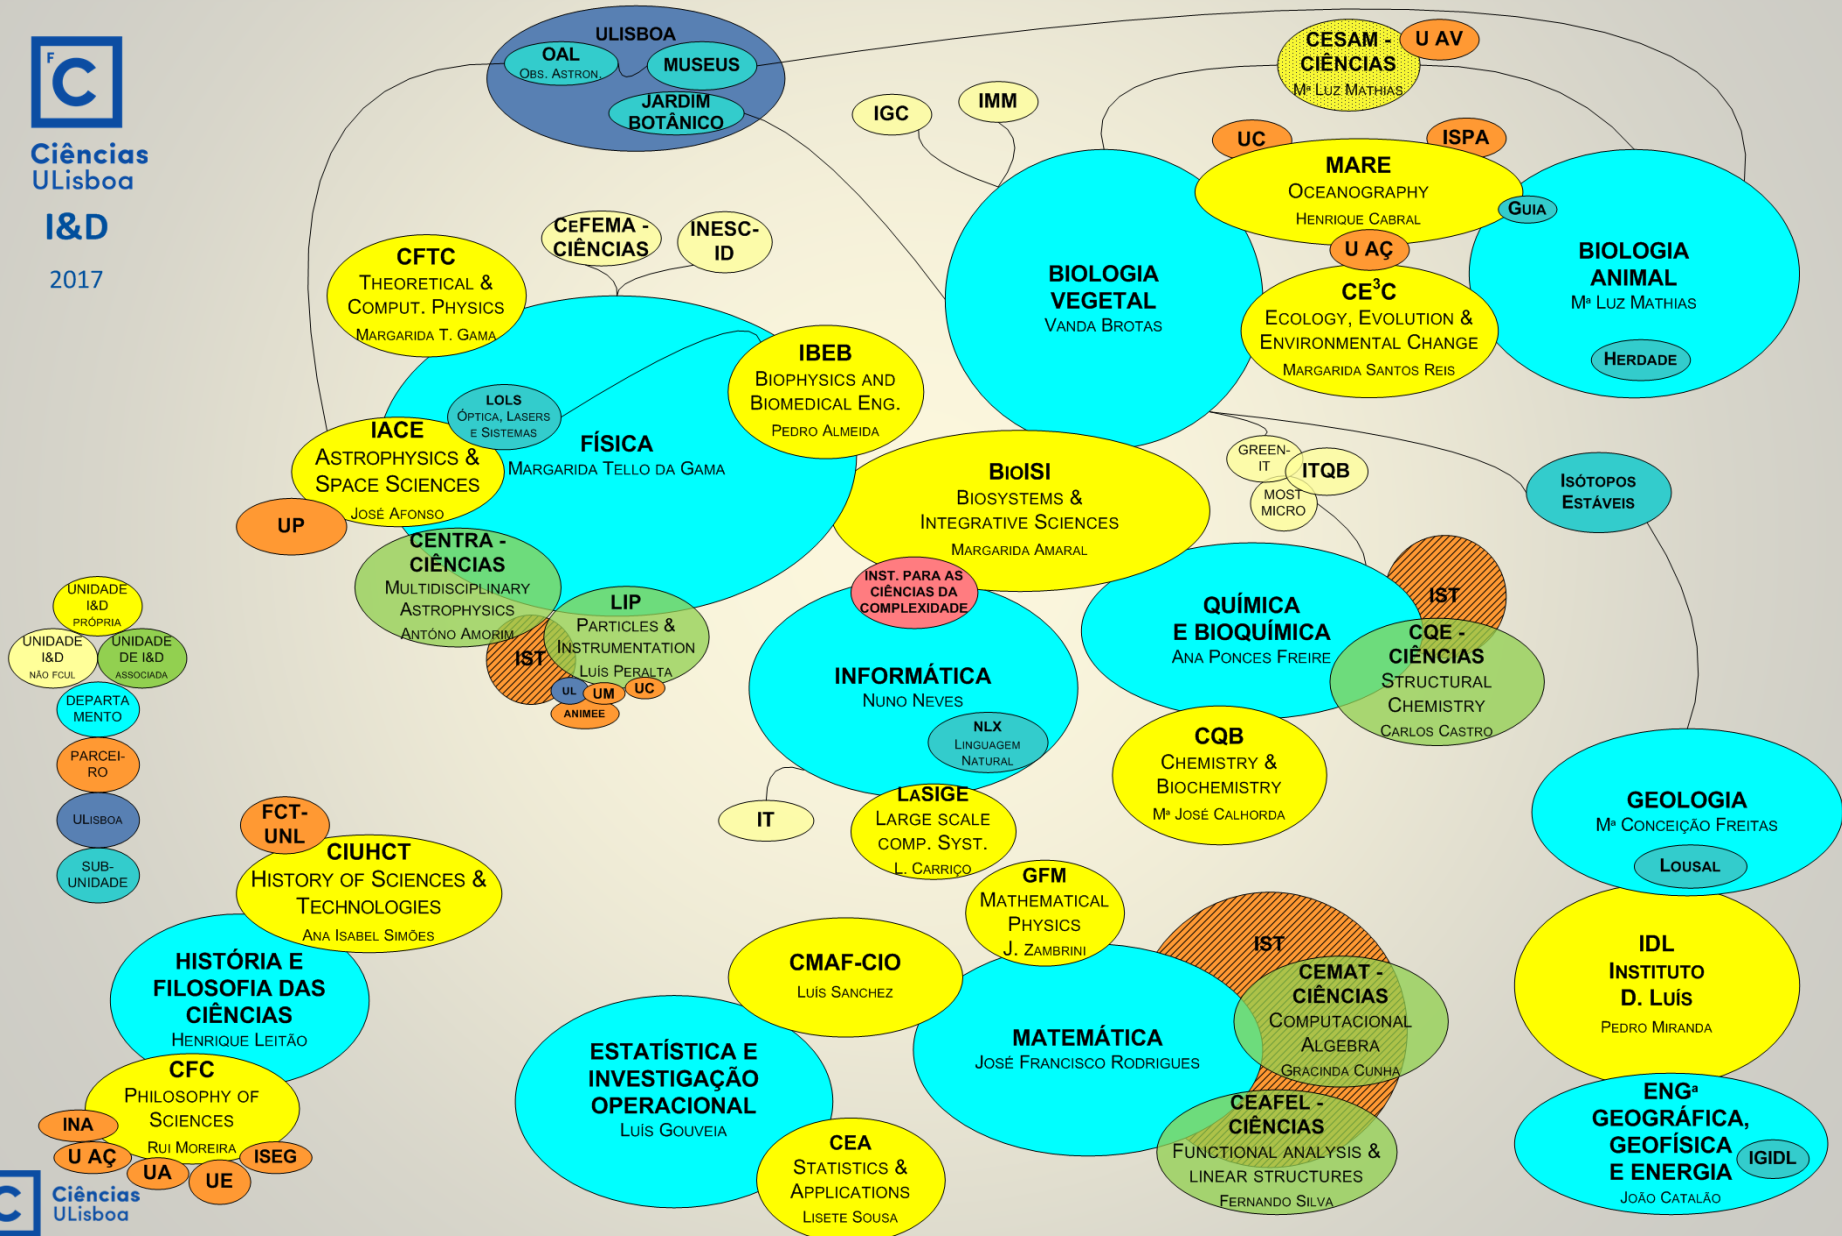 F
C
Ciências
ULisboa
I&D
2017
ULISBOA
OAL
OBS. ASTRON.
MUSEUS
JARDIM
BOTÂNICO
IGC
IMM
CESAM -
CIÊNCIAS
Mª LUZ MATHIAS
U AV
UC
ISPA
MARE
OCEANOGRAPHY
HENRIQUE CABRAL
GUIA
U AÇ
CE³C
ECOLOGY, EVOLUTION &
ENVIRONMENTAL CHANGE
MARGARIDA SANTOS REIS
BIOLOGIA
VEGETAL
VANDA BROTAS
BIOLOGIA
ANIMAL
Mª LUZ MATHIAS
HERDADE
CEFEMA -
CIÊNCIAS
INESC-
ID
CFTC
THEORETICAL &
COMPUT. PHYSICS
MARGARIDA T. GAMA
IBEB
BIOPHYSICS AND
BIOMEDICAL ENG.
PEDRO ALMEIDA
LOLS
ÓPTICA, LASERS
E SISTEMAS
FÍSICA
MARGARIDA TELLO DA GAMA
IACE
ASTROPHYSICS &
SPACE SCIENCES
JOSÉ AFONSO
UP
CENTRA -
CIÊNCIAS
MULTIDISCIPLINARY
ASTROPHYSICS
ANTÓNO AMORIM
IST
LIP
PARTICLES &
INSTRUMENTATION
LUÍS PERALTA
UL
UM
UC
ANIMEE
BIOISI
BIOSYSTEMS &
INTEGRATIVE SCIENCES
MARGARIDA AMARAL
GREEN-
IT
ITQB
MOST
MICRO
ISÓTOPOS
ESTÁVEIS
INST. PARA AS
CIÊNCIAS DA
COMPLEXIDADE
INFORMÁTICA
NUNO NEVES
NLX
LINGUAGEM
NATURAL
IT
LASIGE
LARGE SCALE
COMP. SYST.
L. CARRIÇO
QUÍMICA
E BIOQUÍMICA
ANA PONCES FREIRE
IST
CQE -
CIÊNCIAS
STRUCTURAL
CHEMISTRY
CARLOS CASTRO
CQB
CHEMISTRY &
BIOCHEMISTRY
Mª JOSÉ CALHORDA
UNIDADE
I&D
PRÓPRIA
UNIDADE
I&D
NÃO FCUL
UNIDADE
DE I&D
ASSOCIADA
DEPARTA
MENTO
PARCEI-
RO
ULISBOA
SUB-
UNIDADE
FCT-
UNL
CIUHCT
HISTORY OF SCIENCES &
TECHNOLOGIES
ANA ISABEL SIMÕES
HISTÓRIA E
FILOSOFIA DAS
CIÊNCIAS
HENRIQUE LEITÃO
CFC
PHILOSOPHY OF
SCIENCES
RUI MOREIRA
INA
U AÇ
UA
UE
ISEG
GFM
MATHEMATICAL
PHYSICS
J. ZAMBRINI
CMAF-CIO
LUÍS SANCHEZ
ESTATÍSTICA E
INVESTIGAÇÃO
OPERACIONAL
LUÍS GOUVEIA
CEA
STATISTICS &
APPLICATIONS
LISETE SOUSA
MATEMÁTICA
JOSÉ FRANCISCO RODRIGUES
IST
CEMAT -
CIÊNCIAS
COMPUTACIONAL
ALGEBRA
GRACINDA CUNHA
CEAFEL -
CIÊNCIAS
FUNCTIONAL ANALYSIS &
LINEAR STRUCTURES
FERNANDO SILVA
GEOLOGIA
Mª CONCEIÇÃO FREITAS
LOUSAL
IDL
INSTITUTO
D. LUÍS
PEDRO MIRANDA
ENGª
GEOGRÁFICA,
GEOFÍSICA
E ENERGIA
JOÃO CATALÃO
IGIDL
C
Ciências
ULisboa